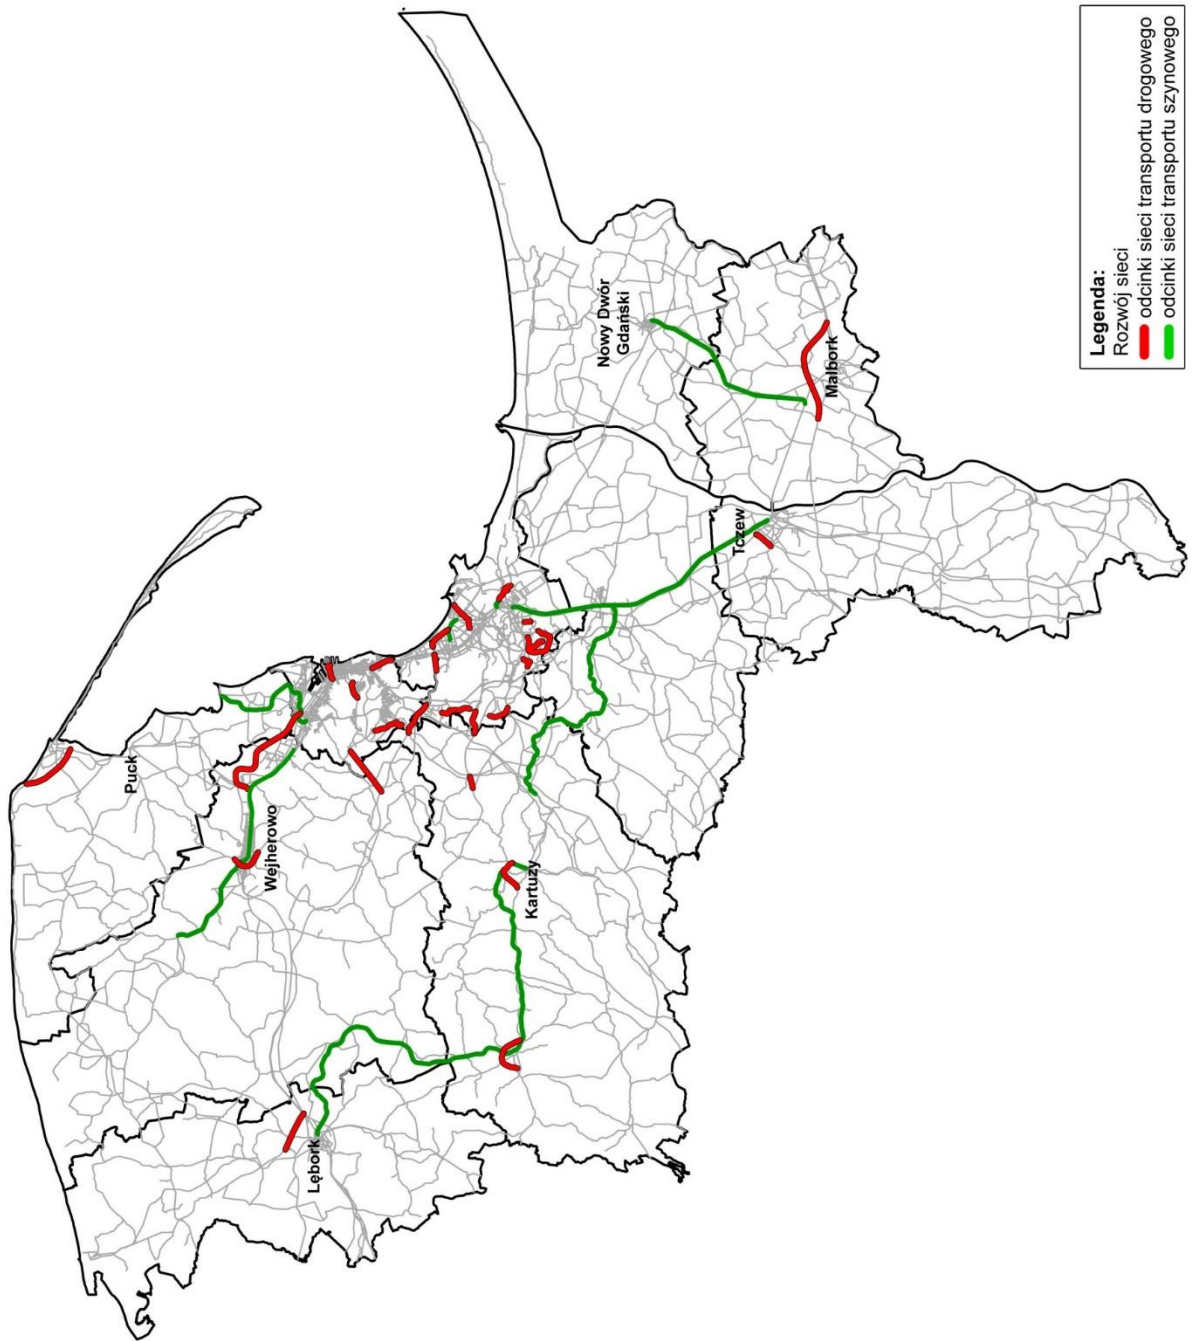 Puck
Wejherowo
Lębork
Kartuzy
Nowy Dwór
Gdański
Tczew
Malbork
Legenda:
Rozwój sieci
odcinki sieci transportu drogowego
odcinki sieci transportu szynowego